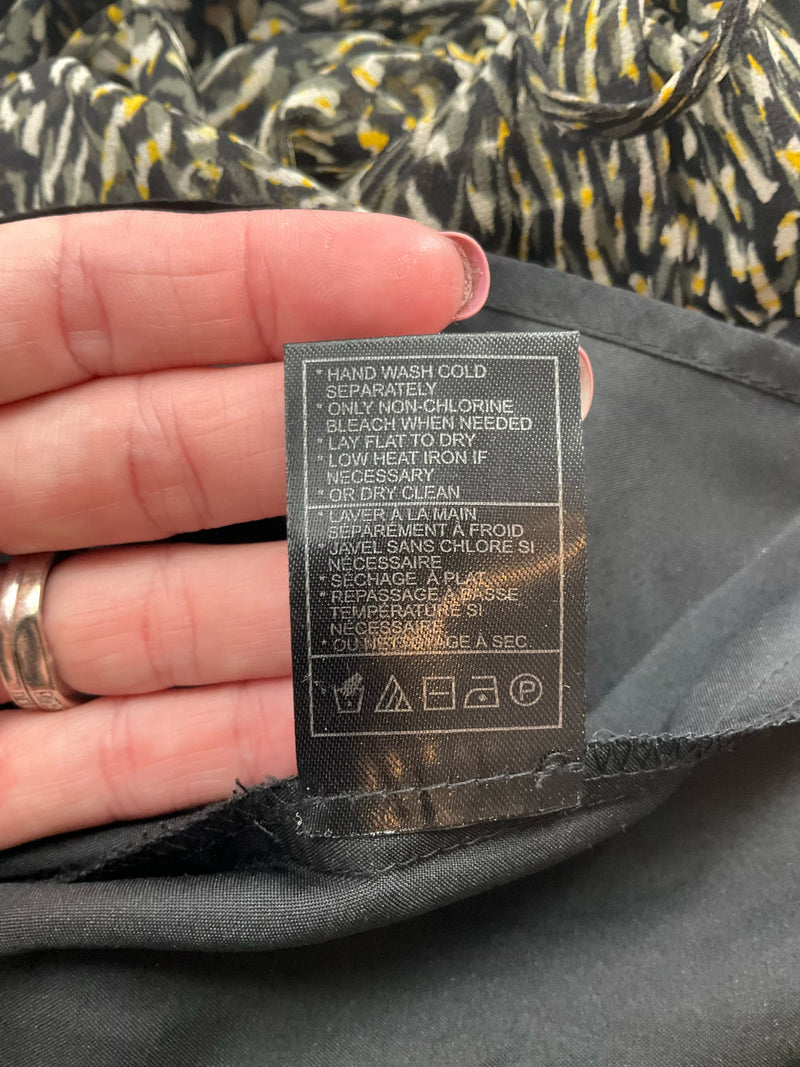 * HAND WASH COLD
SEPARATELY
* ONLY NON-CHLORINE
BLEACH WHEN NEEDED
* LAY FLAT TO DRY
* LOW HEAT IRON IF
NECESSARY
* OR DRY CLEAN
* LAVER À LA MAIN
SÉPARÉMENT À FROID
JAVEL SANS CHLORE SI
NÉCESSAIRE
* SÉCHAGE À PLAT
* REPASSAGE À BASSE
TEMPÉRATURE SI
NÉCESSAIRE
* OU NETTOYAGE À SEC
P